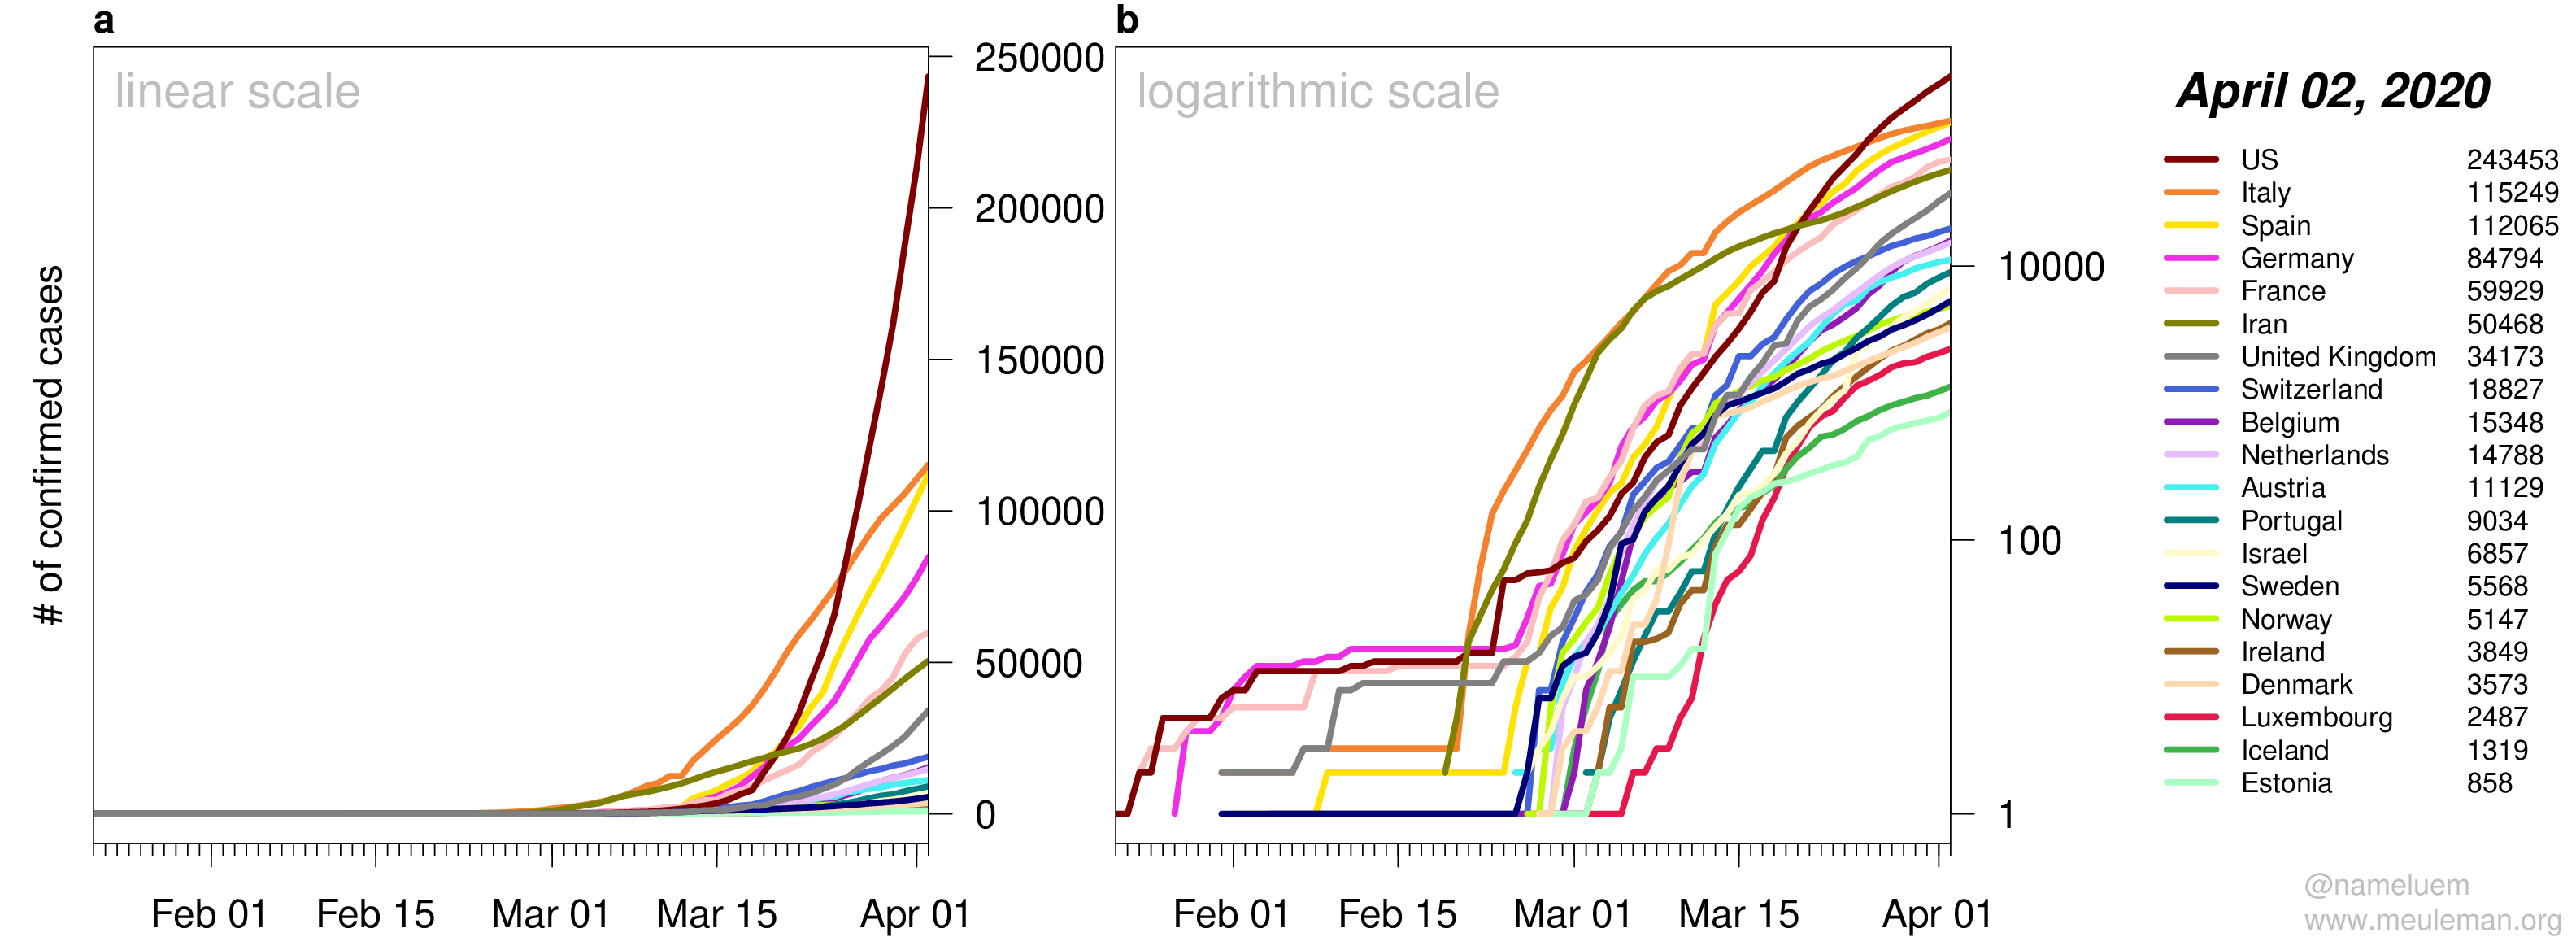 a
linear scale
# of confirmed cases
250000
200000
150000
100000
50000
0
Feb 01
Feb 15
Mar 01
Mar 15
Apr 01
b
logarithmic scale
10000
100
1
Feb 01
Feb 15
Mar 01
Mar 15
Apr 01
April 02, 2020
US 243453
Italy 115249
Spain 112065
Germany 84794
France 59929
Iran 50468
United Kingdom 34173
Switzerland 18827
Belgium 15348
Netherlands 14788
Austria 11129
Portugal 9034
Israel 6857
Sweden 5568
Norway 5147
Ireland 3849
Denmark 3573
Luxembourg 2487
Iceland 1319
Estonia 858
@nameluem
www.meuleman.org